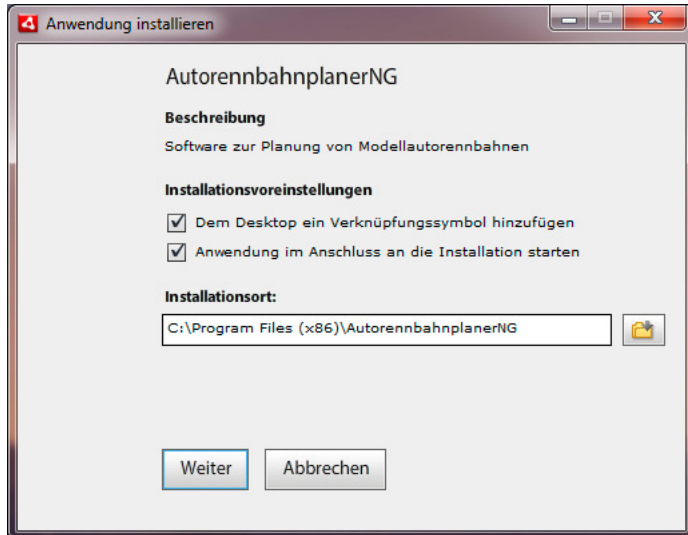 Anwendung installieren
AutorennbahnplanerNG
Beschreibung
Software zur Planung von Modellautorennbahnen
Installationsvoreinstellungen
Dem Desktop ein Verknüpfungssymbol hinzufügen
Anwendung im Anschluss an die Installation starten
Installationsort:
C:\Program Files (x86)\AutorennbahnplanerNG
Weiter Abbrechen